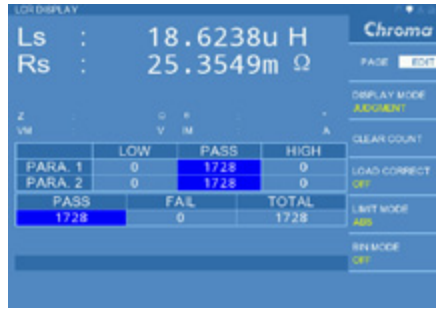 LCR DISPLAY
Chroma
Ls : 18.6238u H
Rs : 25.3549m Ω
PAGE EDIT
DISPLAY MODE
JUDGMENT
Z : Ω θ : °
VM : V IM : A
CLEAR COUNT
LOW PASS HIGH
PARA. 1 0 1728 0
PARA. 2 0 1728 0
LOAD CORRECT
OFF
PASS FAIL TOTAL
1728 0 1728
LIMIT MODE
ABS
BIN MODE
OFF